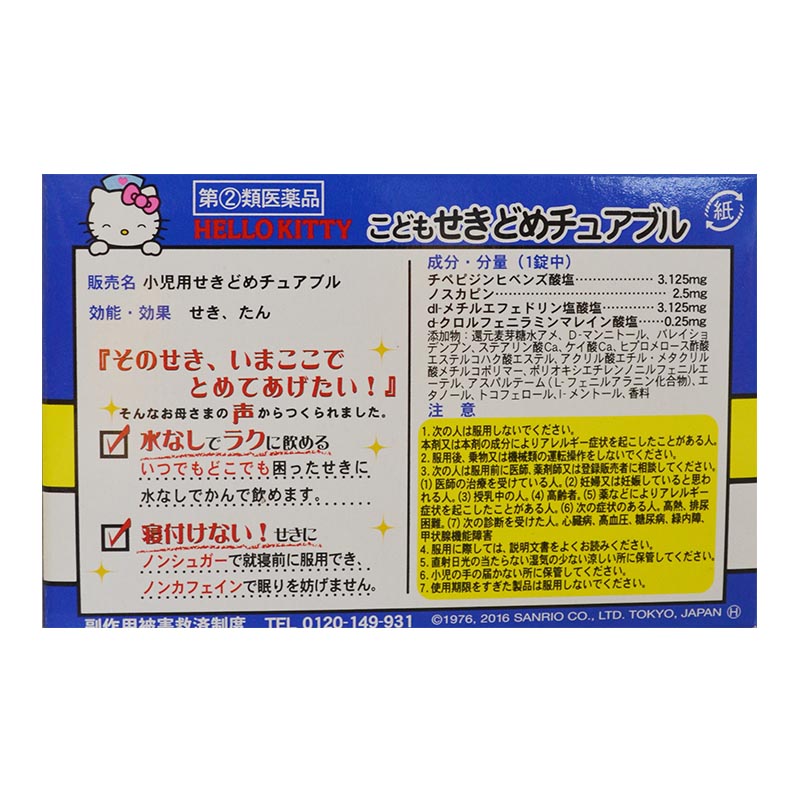 第②類医薬品
HELLO KITTY こどもせきどめチュアブル
紙
販売名 小児用せきどめチュアブル
効能・効果 せき、たん
『そのせき、いまここで
とめてあげたい!』
そんなお母さまの声からつくられました。
水なしでラクに飲める
いつでもどこでも困ったせきに
水なしでかんで飲めます。
寝付けない!せきに
ノンシュガーで就寝前に服用でき、
ノンカフェインで眠りを妨げません。
成分・分量(1錠中)
チペピジンヒベンズ酸塩……………3.125mg
ノスカピン……………2.5mg
dl-メチルエフェドリン塩酸塩……………3.125mg
d-クロルフェニラミンマレイン酸塩……0.25mg
添加物:還元麦芽糖水アメ、D-マンニトール、バレイショ
デンプン、ステアリン酸Ca、ケイ酸Ca、ヒプロメロース酢酸
エステルコハク酸エステル、アクリル酸エチル・メタクリル
酸メチルコポリマー、ポリオキシエチレンノニルフェニルエ
ーテル、アスパルテーム(L-フェニルアラニン化合物)、エ
タノール、トコフェロール、l-メントール、香料
注意
1. 次の人は服用しないでください。
本剤又は本剤の成分によりアレルギー症状を起こしたことがある人。
2. 服用後、乗物又は機械類の運転操作をしないでください。
3. 次の人は服用前に医師、薬剤師又は登録販売者に相談してください。
(1) 医師の治療を受けている人。(2) 妊婦又は妊娠していると思わ
れる人。(3) 授乳中の人。(4) 高齢者。(5) 薬などによりアレルギー
症状を起こしたことがある人。(6) 次の症状のある人。高熱、排尿
困難。(7) 次の診断を受けた人。心臓病、高血圧、糖尿病、緑内障、
甲状腺機能障害
4. 服用に際しては、説明文書をよくお読みください。
5. 直射日光の当たらない湿気の少ない涼しい所に保管してください。
6. 小児の手の届かない所に保管してください。
7. 使用期限をすぎた製品は服用しないでください。
副作用被害救済制度 TEL 0120-149-931
©1976, 2016 SANRIO CO., LTD. TOKYO, JAPAN Ⓗ